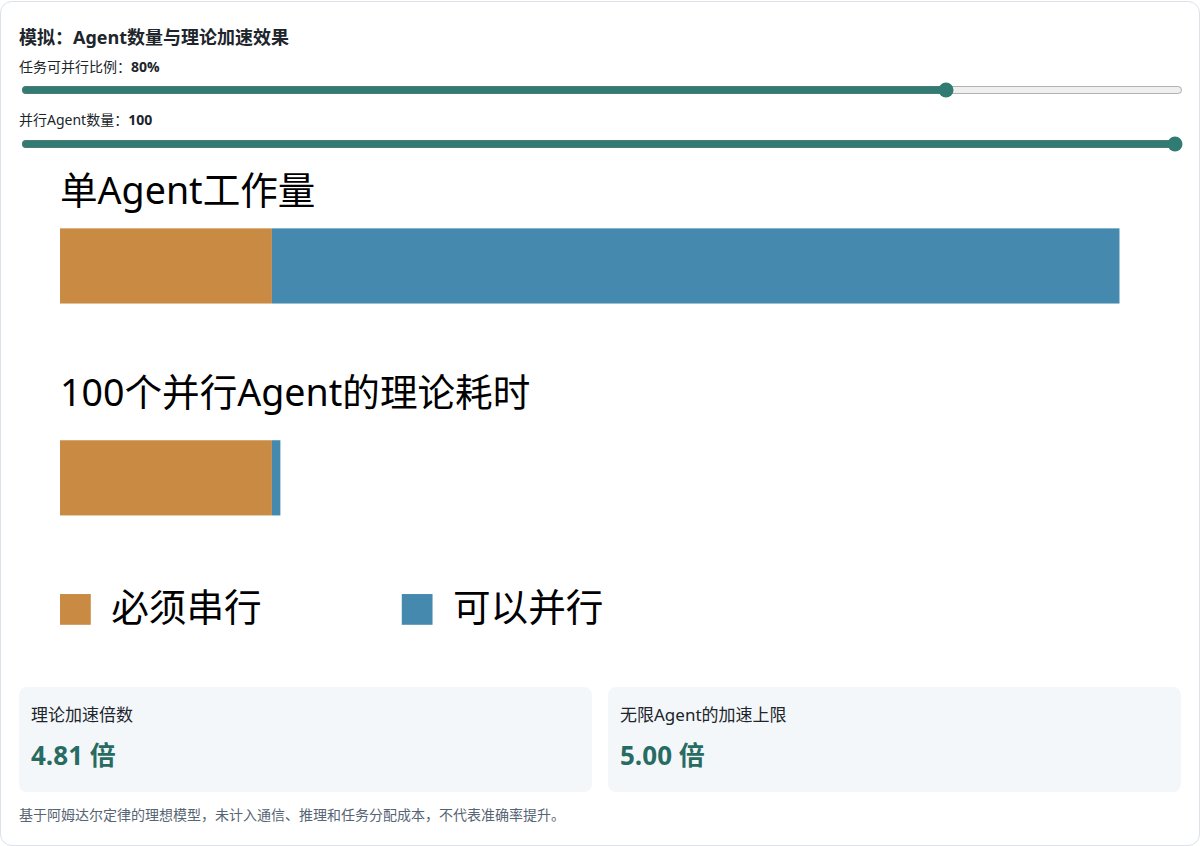 模拟：Agent数量与理论加速效果
任务可并行比例：80%
并行Agent数量：100
单Agent工作量
100个并行Agent的理论耗时
必须串行 可以并行
理论加速倍数
4.81 倍
无限Agent的加速上限
5.00 倍
基于阿姆达尔定律的理想模型，未计入通信、推理和任务分配成本，不代表准确率提升。